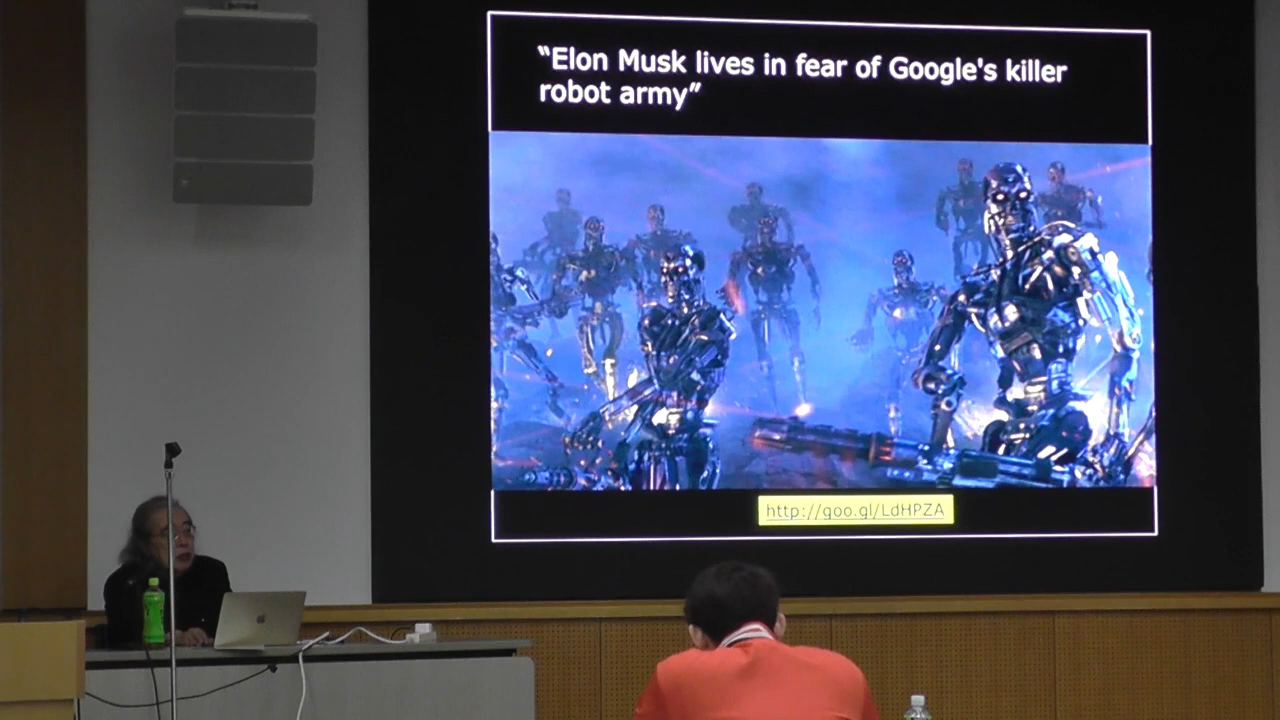 “Elon Musk lives in fear of Google's killer
robot army”
http://goo.gl/LdHPZA